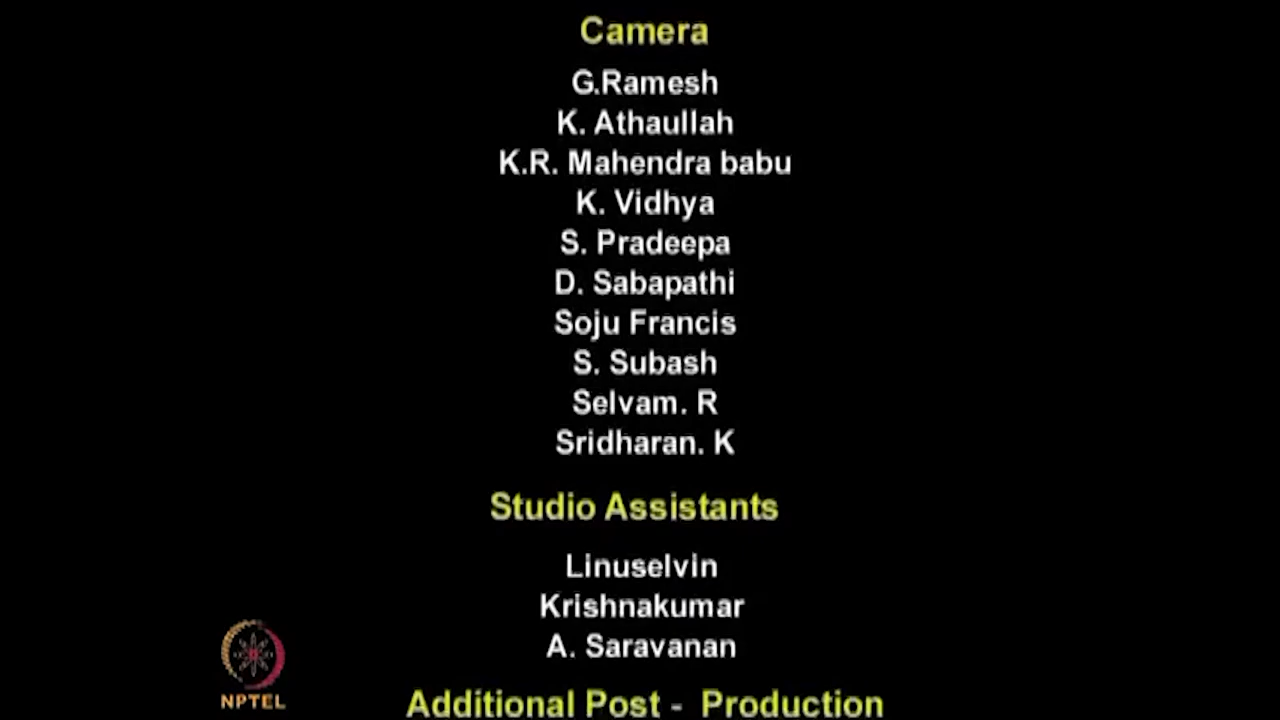 Camera
G.Ramesh
K. Athaullah
K.R. Mahendra babu
K. Vidhya
S. Pradeepa
D. Sabapathi
Soju Francis
S. Subash
Selvam. R
Sridharan. K
Studio Assistants
Linuselvin
Krishnakumar
A. Saravanan
NPTEL
Additional Post - Production